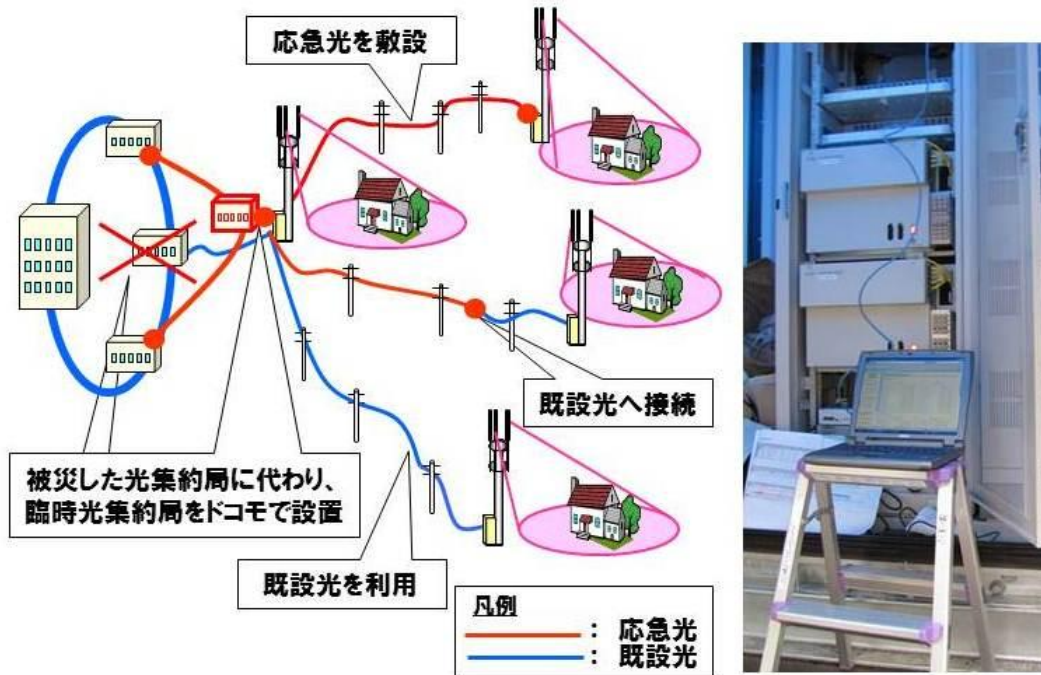 応急光を敷設
既設光へ接続
被災した光集約局に代わり、
臨時光集約局をドコモで設置
既設光を利用
凡例
： 応急光
： 既設光